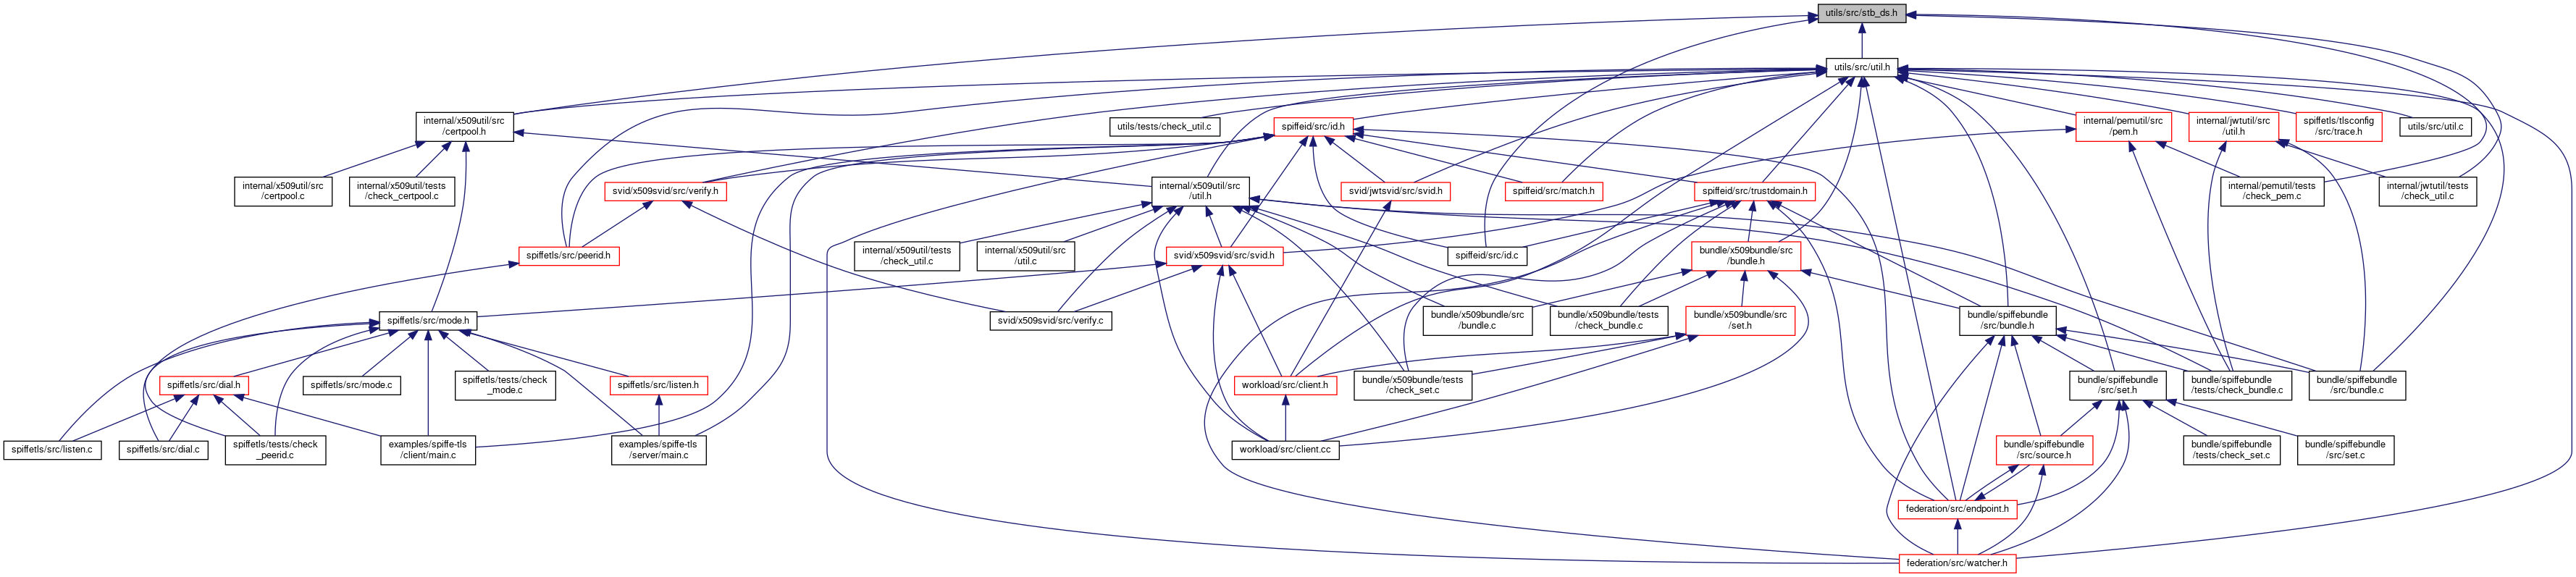 utils/src/stb_ds.h
utils/src/util.h
internal/x509util/src
/certpool.h
utils/tests/check_util.c
spiffeid/src/id.h
internal/pemutil/src
/pem.h
internal/jwtutil/src
/util.h
spiffetls/tlsconfig
/src/trace.h
utils/src/util.c
internal/x509util/src
/certpool.c
internal/x509util/tests
/check_certpool.c
svid/x509svid/src/verify.h
internal/x509util/src
/util.h
svid/jwtsvid/src/svid.h
spiffeid/src/match.h
spiffeid/src/trustdomain.h
internal/pemutil/tests
/check_pem.c
internal/jwtutil/tests
/check_util.c
spiffetls/src/peerid.h
internal/x509util/tests
/check_util.c
internal/x509util/src
/util.c
svid/x509svid/src/svid.h
spiffeid/src/id.c
bundle/x509bundle/src
/bundle.h
spiffetls/src/mode.h
svid/x509svid/src/verify.c
bundle/x509bundle/src
/bundle.c
bundle/x509bundle/tests
/check_bundle.c
bundle/x509bundle/src
/set.h
bundle/spiffebundle
/src/bundle.h
spiffetls/src/dial.h
spiffetls/src/mode.c
spiffetls/tests/check
_mode.c
spiffetls/src/listen.h
workload/src/client.h
bundle/x509bundle/tests
/check_set.c
bundle/spiffebundle
/src/set.h
bundle/spiffebundle
/tests/check_bundle.c
bundle/spiffebundle
/src/bundle.c
spiffetls/src/listen.c
spiffetls/src/dial.c
spiffetls/tests/check
_peerid.c
examples/spiffe-tls
/client/main.c
examples/spiffe-tls
/server/main.c
workload/src/client.cc
bundle/spiffebundle
/src/source.h
bundle/spiffebundle
/tests/check_set.c
bundle/spiffebundle
/src/set.c
federation/src/endpoint.h
federation/src/watcher.h